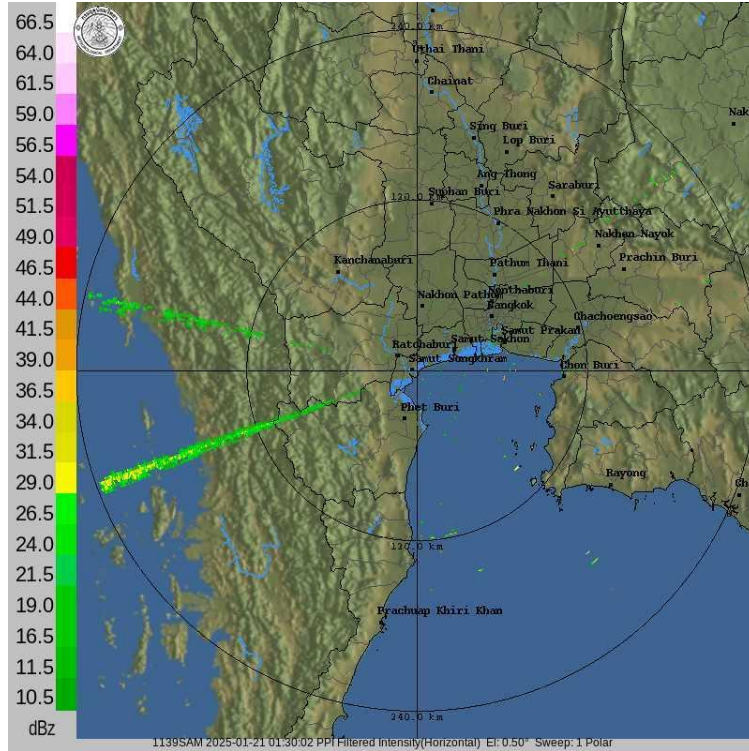 66.5
64.0
61.5
59.0
56.5
54.0
51.5
49.0
46.5
44.0
41.5
39.0
36.5
34.0
31.5
29.0
26.5
24.0
21.5
19.0
16.5
11.5
10.5
dBz
240.0 km
Uthai Thani
Chainat
Nak
Sing Buri
Lop Buri
Ang Thong
Saraburi
Suphan Buri
120.0 km
Phra Nakhon Si Ayutthaya
Nakhon Nayok
Kanchanaburi
Pathum Thani
Prachin Buri
Nonthaburi
Nakhon Pathom
Bangkok
Chachoengsao
Samut Prakan
Ratchaburi
Samut Sakhon
Samut Songkhram
Chon Buri
Phet Buri
Rayong
Ch
120.0 km
Prachuap Khiri Khan
240.0 km
1139SAM 2025-01-21 01:30:02 PPI Filtered Intensity(Horizontal) El: 0.50° Sweep: 1 Polar